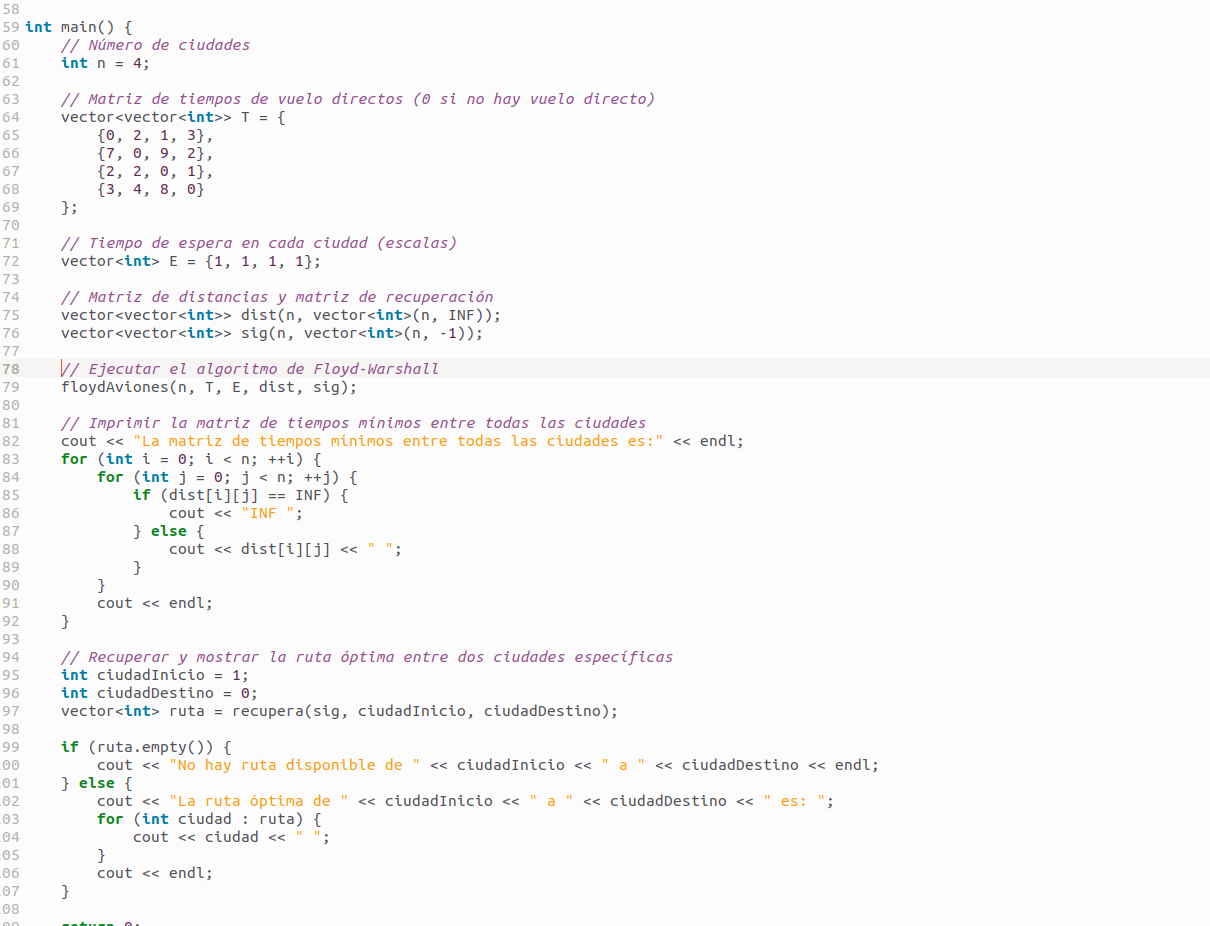 58
59 int main() {
60     // Número de ciudades
61     int n = 4;
62
63     // Matriz de tiempos de vuelo directos (0 si no hay vuelo directo)
64     vector<vector<int>> T = {
65         {0, 2, 1, 3},
66         {7, 0, 9, 2},
67         {2, 2, 0, 1},
68         {3, 4, 8, 0}
69     };
70
71     // Tiempo de espera en cada ciudad (escalas)
72     vector<int> E = {1, 1, 1, 1};
73
74     // Matriz de distancias y matriz de recuperación
75     vector<vector<int>> dist(n, vector<int>(n, INF));
76     vector<vector<int>> sig(n, vector<int>(n, -1));
77
78     // Ejecutar el algoritmo de Floyd-Warshall
79     floydAviones(n, T, E, dist, sig);
80
81     // Imprimir la matriz de tiempos mínimos entre todas las ciudades
82     cout << "La matriz de tiempos mínimos entre todas las ciudades es:" << endl;
83     for (int i = 0; i < n; ++i) {
84         for (int j = 0; j < n; ++j) {
85             if (dist[i][j] == INF) {
86                 cout << "INF ";
87             } else {
88                 cout << dist[i][j] << " ";
89             }
90         }
91         cout << endl;
92     }
93
94     // Recuperar y mostrar la ruta óptima entre dos ciudades específicas
95     int ciudadInicio = 1;
96     int ciudadDestino = 0;
97     vector<int> ruta = recupera(sig, ciudadInicio, ciudadDestino);
98
99     if (ruta.empty()) {
00         cout << "No hay ruta disponible de " << ciudadInicio << " a " << ciudadDestino << endl;
01     } else {
02         cout << "La ruta óptima de " << ciudadInicio << " a " << ciudadDestino << " es: ";
03         for (int ciudad : ruta) {
04             cout << ciudad << " ";
05         }
06         cout << endl;
07     }
08
09     return 0;